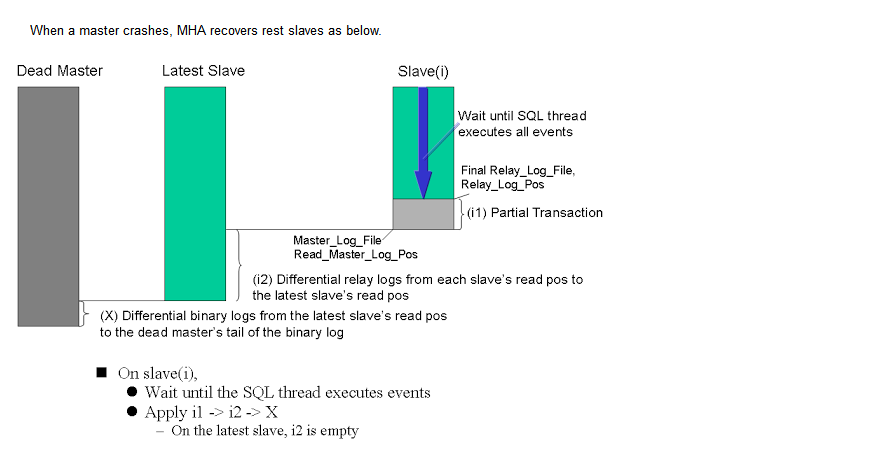 When a master crashes, MHA recovers rest slaves as below.
Dead Master
Latest Slave
Slave(i)
Wait until SQL thread
executes all events
Final Relay_Log_File,
Relay_Log_Pos
(i1) Partial Transaction
Master_Log_File
Read_Master_Log_Pos
(i2) Differential relay logs from each slave's read pos to
the latest slave's read pos
(X) Differential binary logs from the latest slave's read pos
to the dead master's tail of the binary log
■ On slave(i),
● Wait until the SQL thread executes events
● Apply i1 -> i2 -> X
– On the latest slave, i2 is empty